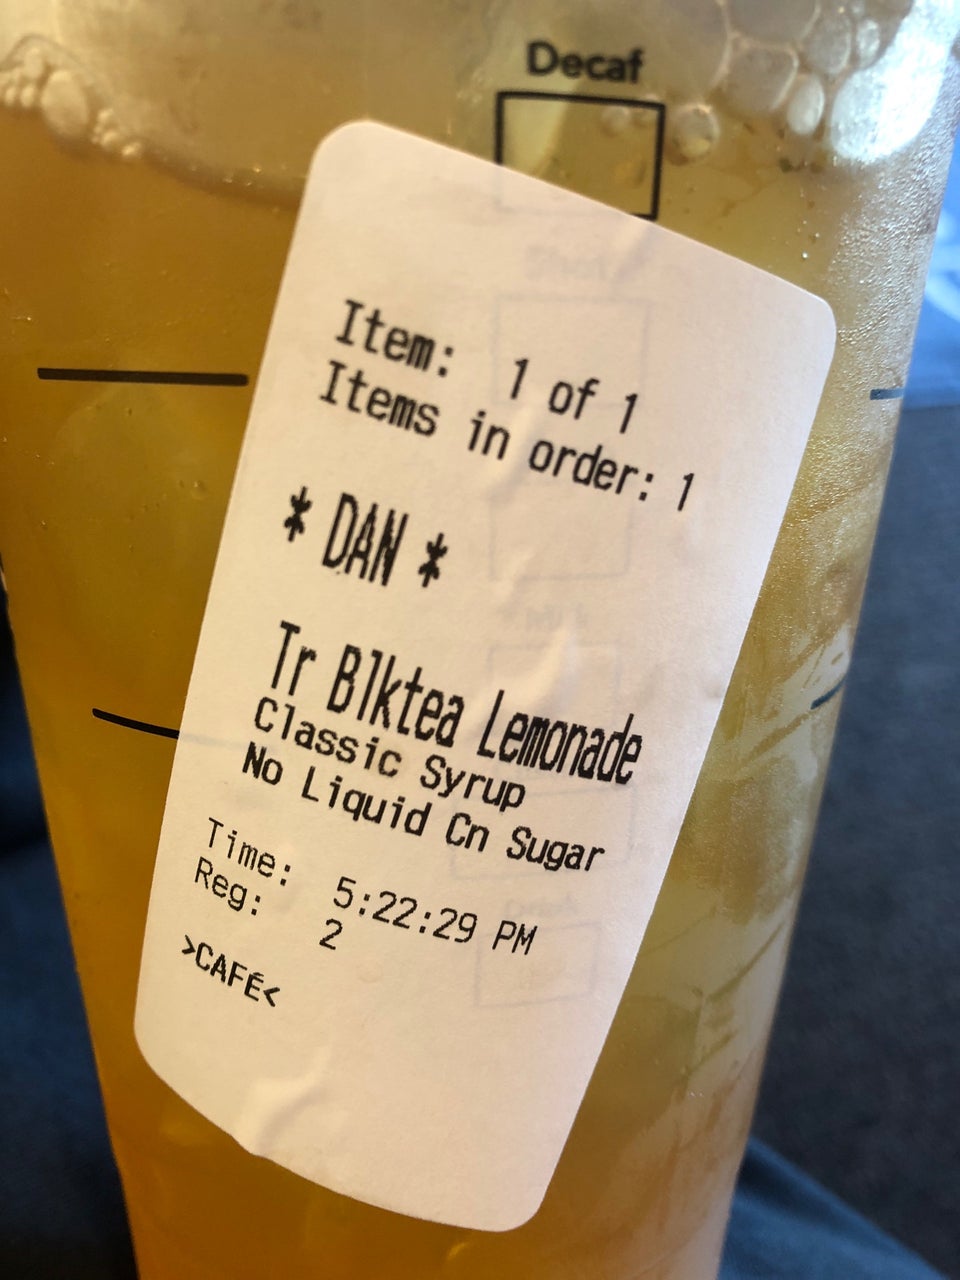 Decaf
Item: 1 of 1
Items in order: 1
* DAN *
Tr Blktea Lemonade
Classic Syrup
No Liquid Cn Sugar
Time: 5:22:29 PM
Reg: 2
>CAFÉ<